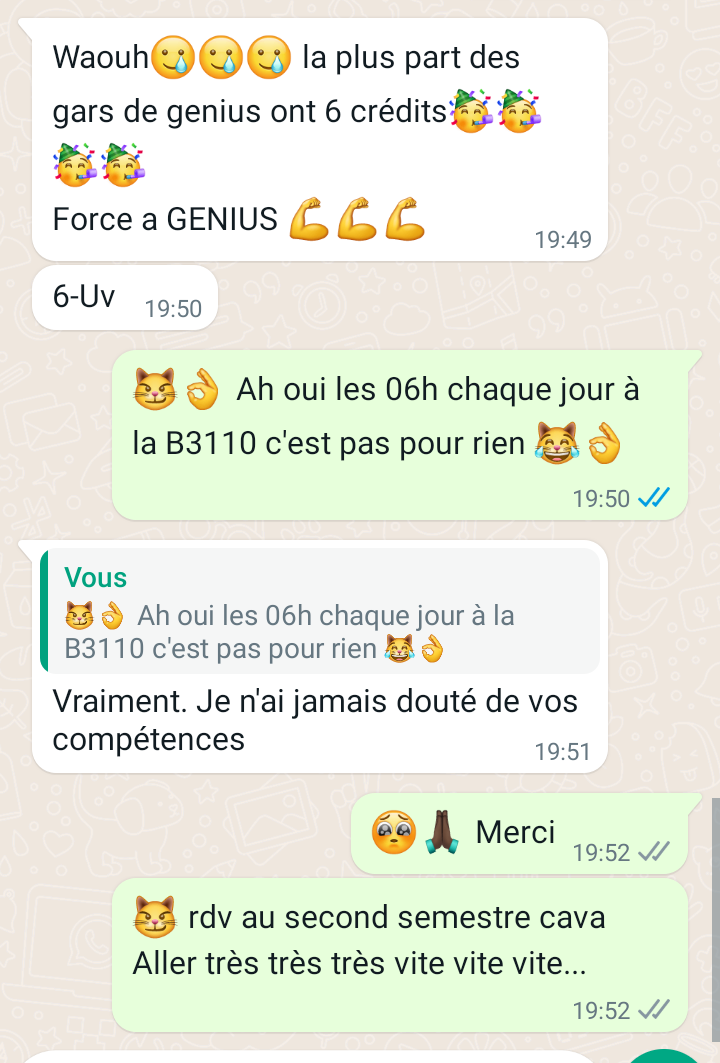 Waouh🥲🥲🥲 la plus part des
gars de genius ont 6 crédits🥳🥳
🥳🥳
Force a GENIUS 💪💪💪
19:49
6-Uv 19:50
😼👌 Ah oui les 06h chaque jour à
la B3110 c'est pas pour rien 😹👌
19:50
Vous
😼👌 Ah oui les 06h chaque jour à la
B3110 c'est pas pour rien 😹👌
Vraiment. Je n'ai jamais douté de vos
compétences
19:51
🥺🙏🏿 Merci 19:52
😼 rdv au second semestre cava
Aller très très très vite vite vite...
19:52